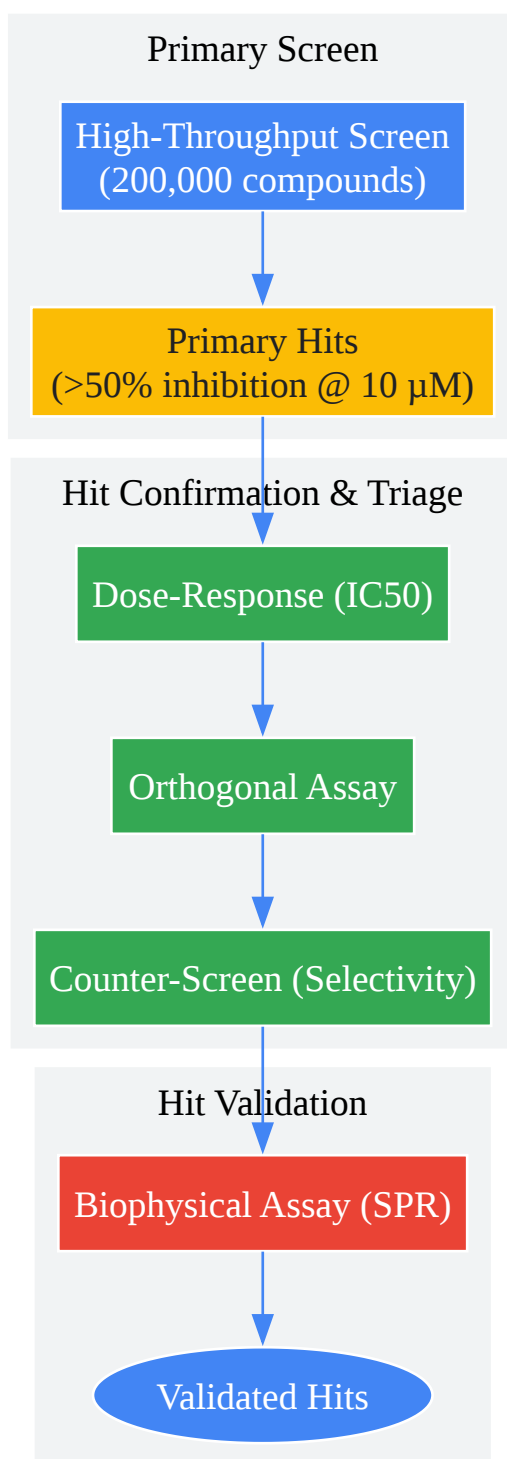 Primary Screen
High-Throughput Screen
(200,000 compounds)
Primary Hits
(>50% inhibition @ 10 µM)
Hit Confirmation & Triage
Dose-Response (IC50)
Orthogonal Assay
Counter-Screen (Selectivity)
Hit Validation
Biophysical Assay (SPR)
Validated Hits